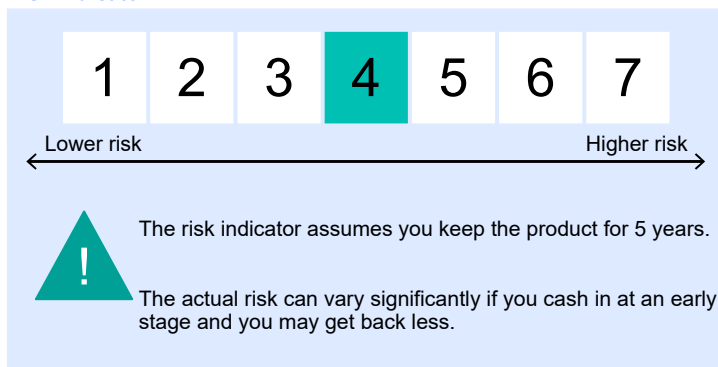 1 2 3 4 5 6 7
Lower risk Higher risk
!
The risk indicator assumes you keep the product for 5 years.
The actual risk can vary significantly if you cash in at an early
stage and you may get back less.